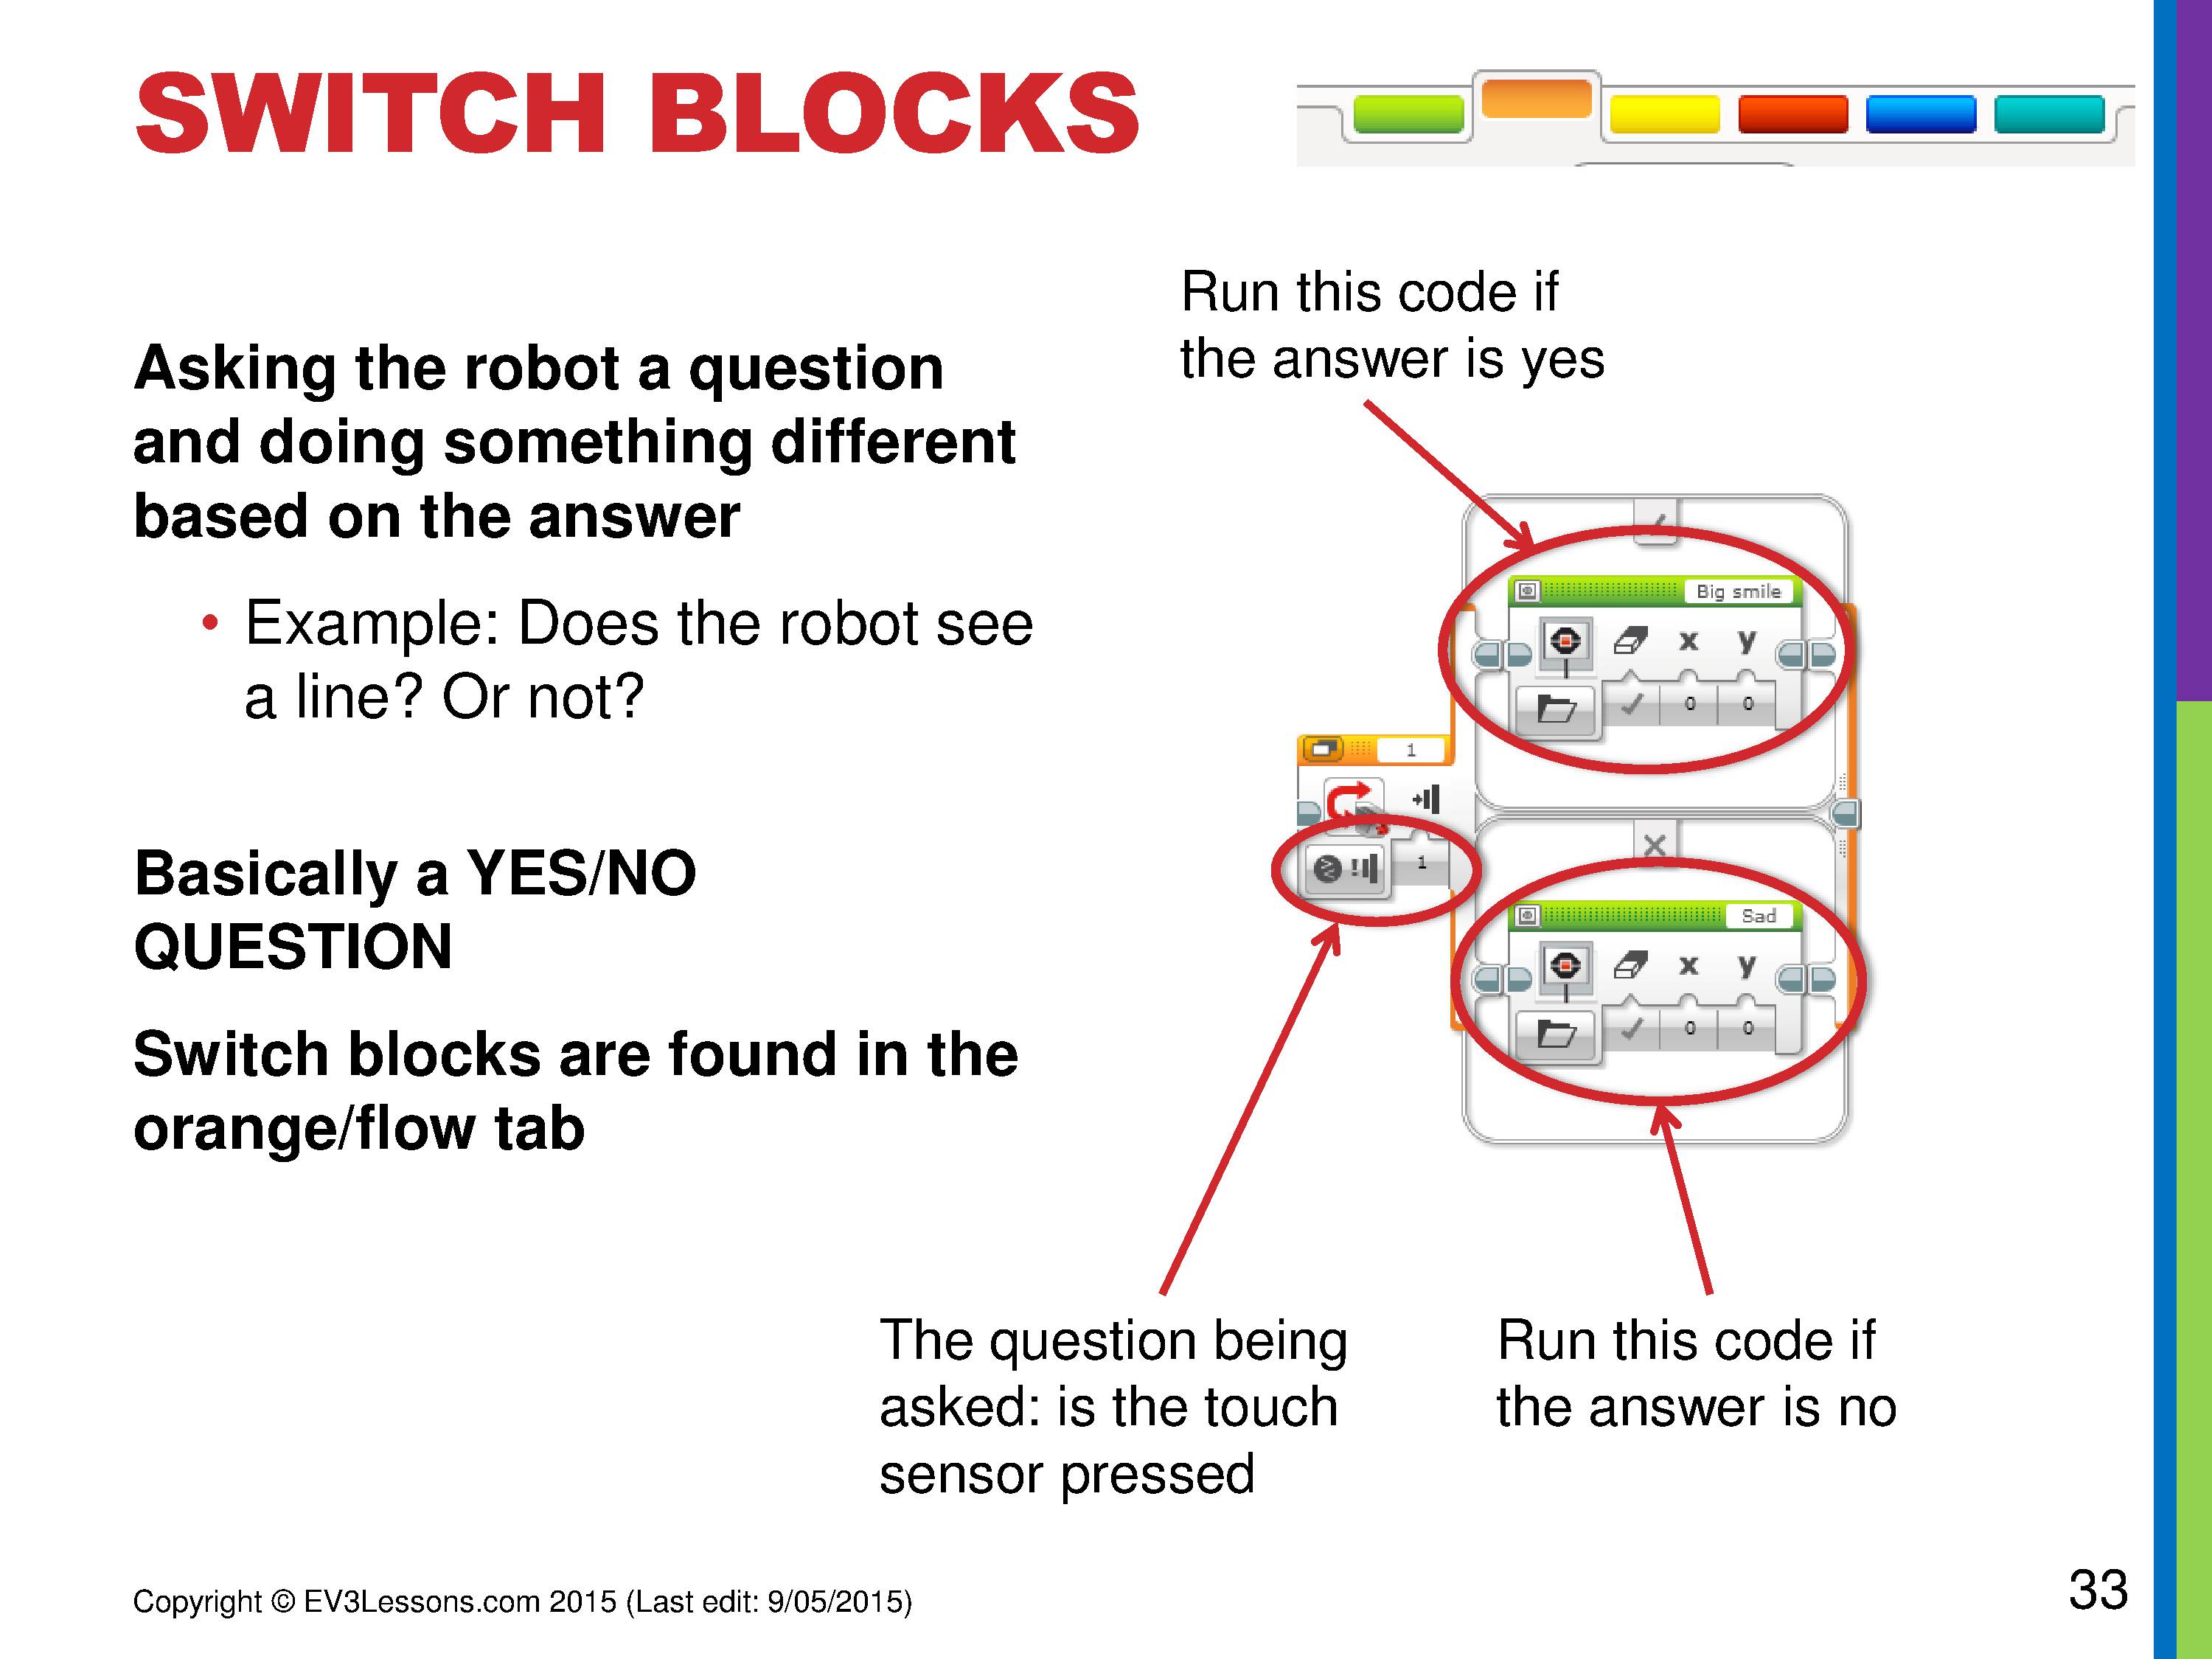 SWITCH BLOCKS
Asking the robot a question
and doing something different
based on the answer
• Example: Does the robot see
a line? Or not?
Basically a YES/NO
QUESTION
Switch blocks are found in the
orange/flow tab
Run this code if
the answer is yes
Big smile
x y
0 0
1
1
Sad
x y
0 0
The question being
asked: is the touch
sensor pressed
Run this code if
the answer is no
Copyright © EV3Lessons.com 2015 (Last edit: 9/05/2015)
33